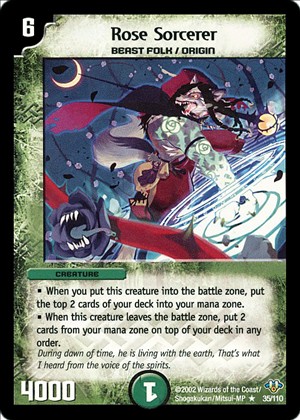 6
Rose Sorcerer
BEAST FOLK / ORIGIN
CREATURE
■ When you put this creature into the battle zone, put
the top 2 cards of your deck into your mana zone.
■ When this creature leaves the battle zone, put 2
cards from your mana zone on top of your deck in any
order.
During dawn of time, he is living with the earth, That's what
I heard from the voice of the spirits.
4000
1
©2002 Wizards of the Coast/
Shogakukan/Mitsui-MP ★ 35/110